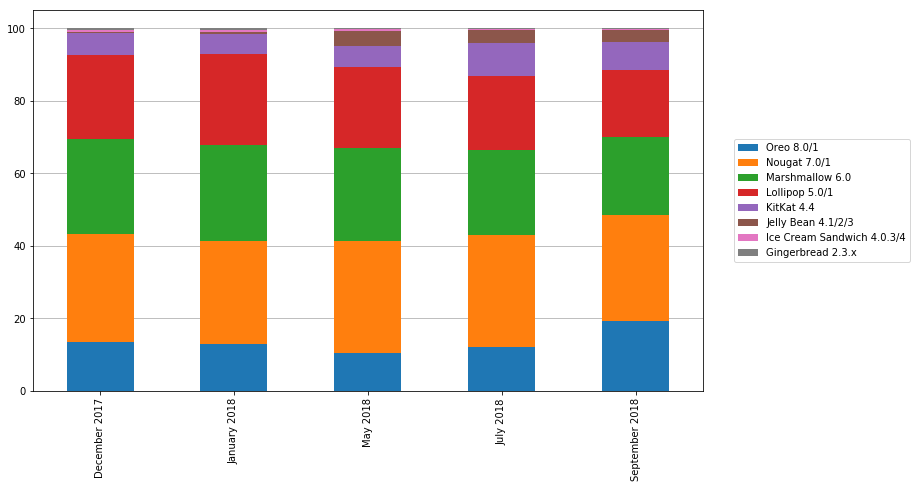 100
80
60
40
20
0
December 2017
January 2018
May 2018
July 2018
September 2018
Oreo 8.0/1
Nougat 7.0/1
Marshmallow 6.0
Lollipop 5.0/1
KitKat 4.4
Jelly Bean 4.1/2/3
Ice Cream Sandwich 4.0.3/4
Gingerbread 2.3.x